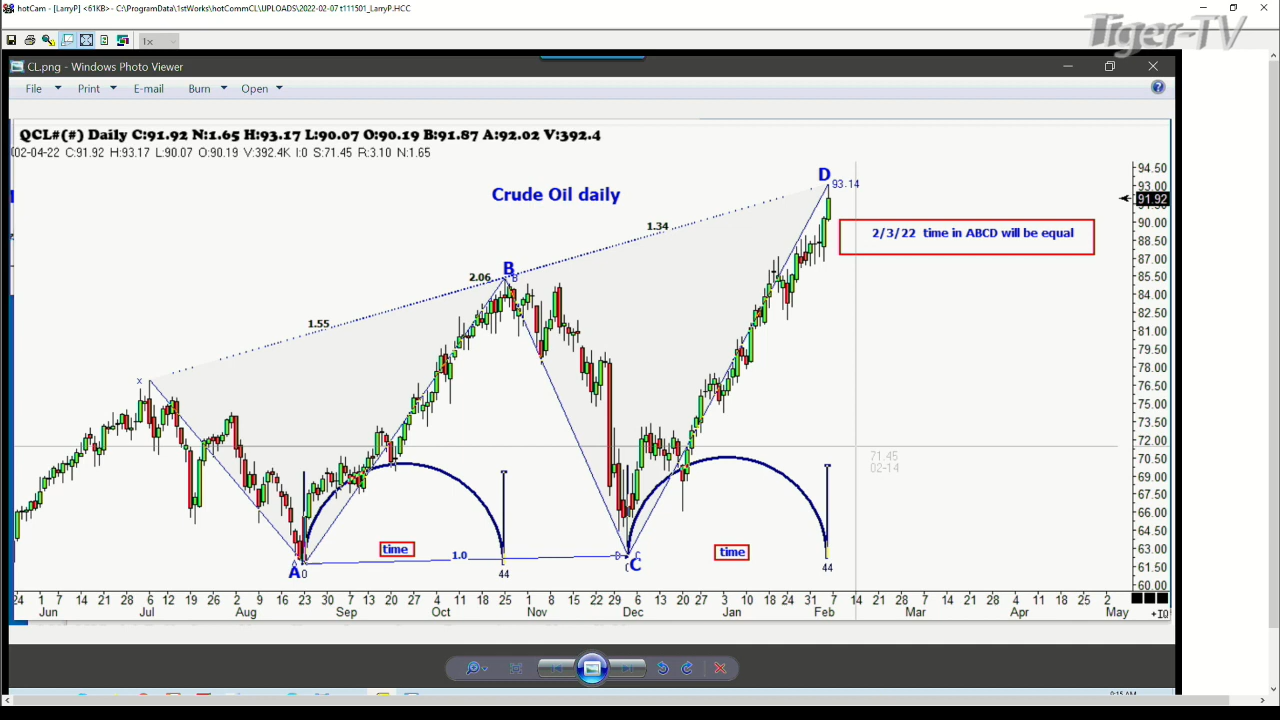 hotCam - [LarryP] <61KB> - C:\ProgramData\1stWorks\hotCommCL\UPLOADS\2022-02-07 t111501_LarryP.HCC
Tiger-TV
1x
CL.png - Windows Photo Viewer
File Print E-mail Burn Open
QCL#(#) Daily C:91.92 N:1.65 H:93.17 L:90.07 O:90.19 B:91.87 A:92.02 V:392.4
02-04-22 C:91.92 H:93.17 L:90.07 O:90.19 V:392.4K I:0 S:71.45 R:3.10 N:1.65
Crude Oil daily
D
93.14
94.50
93.00
91.92
90.00
88.50
87.00
85.50
84.00
82.50
81.00
79.50
78.00
76.50
75.00
73.50
72.00
70.50
69.00
67.50
66.00
64.50
63.00
61.50
60.00
2/3/22 time in ABCD will be equal
1.34
B
2.06
B
1.55
x
71.45
02-14
time
1.0
time
A
0
44
C
44
24 1 7 14 21 28 6 12 19 26 2 9 16 23 30 7 13 20 27 4 11 18 25 1 8 15 22 29 6 13 20 27 3 10 18 24 31 7 14 21 28 7 14 21 28 4 11 18 25 2
Jun Jul Aug Sep Oct Nov Dec Jan Feb Mar Apr May
+IQ